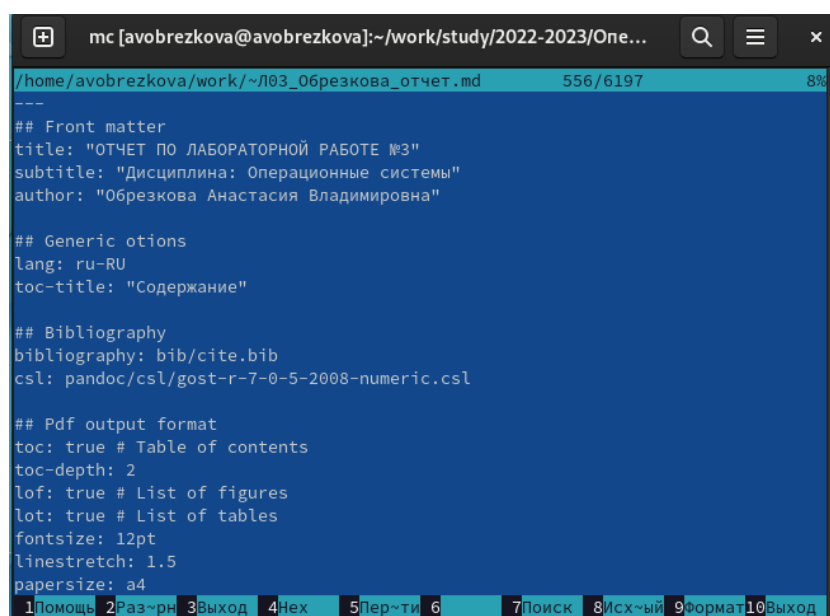 mc [avobrezkova@avobrezkova]:~/work/study/2022-2023/Опе...
/home/avobrezkova/work/~Л03_Обрезкова_отчет.md 556/6197 8%
---
## Front matter
title: "ОТЧЕТ ПО ЛАБОРАТОРНОЙ РАБОТЕ №3"
subtitle: "Дисциплина: Операционные системы"
author: "Обрезкова Анастасия Владимировна"
## Generic otions
lang: ru-RU
toc-title: "Содержание"
## Bibliography
bibliography: bib/cite.bib
csl: pandoc/csl/gost-r-7-0-5-2008-numeric.csl
## Pdf output format
toc: true # Table of contents
toc-depth: 2
lof: true # List of figures
lot: true # List of tables
fontsize: 12pt
linestretch: 1.5
papersize: a4
1Помощь 2Раз~рн 3Выход 4Hex 5Пер~ти 6 7Поиск 8Исх~ый 9Формат 10Выход